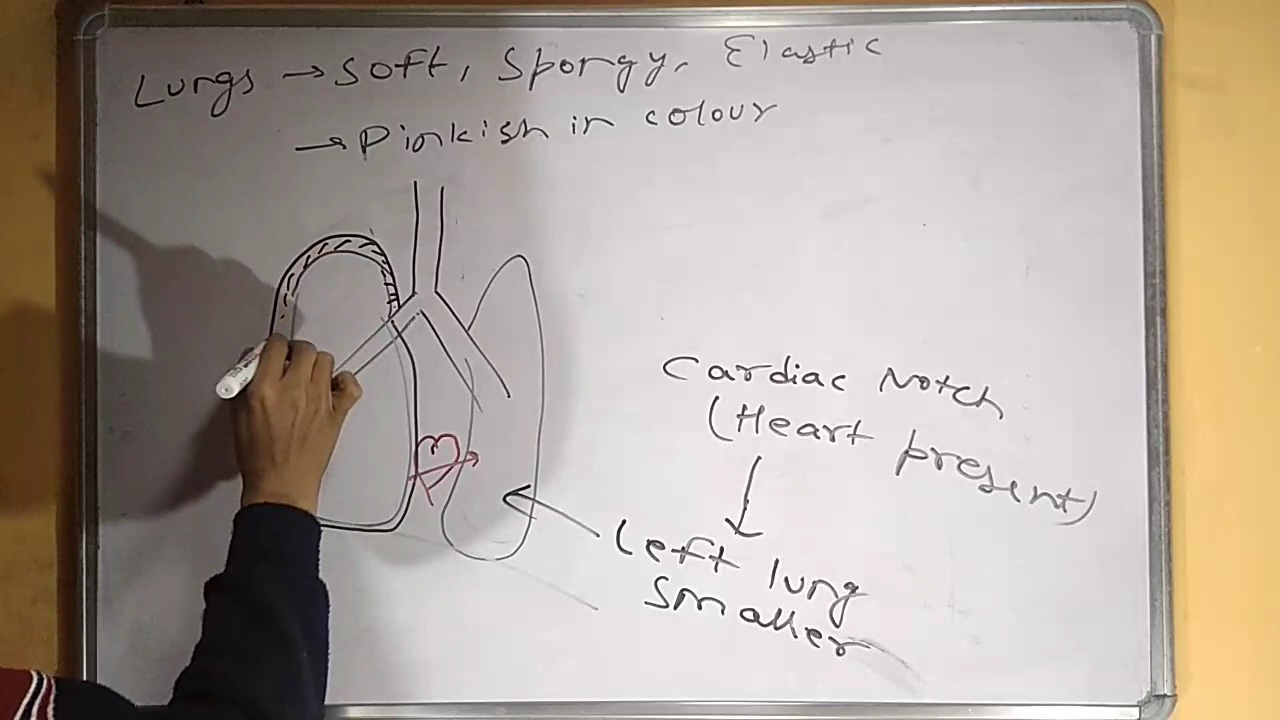 Lungs → Soft, Spongy, Elastic
→ Pinkish in colour
Cardiac Notch
(Heart present)
Left lung
smaller